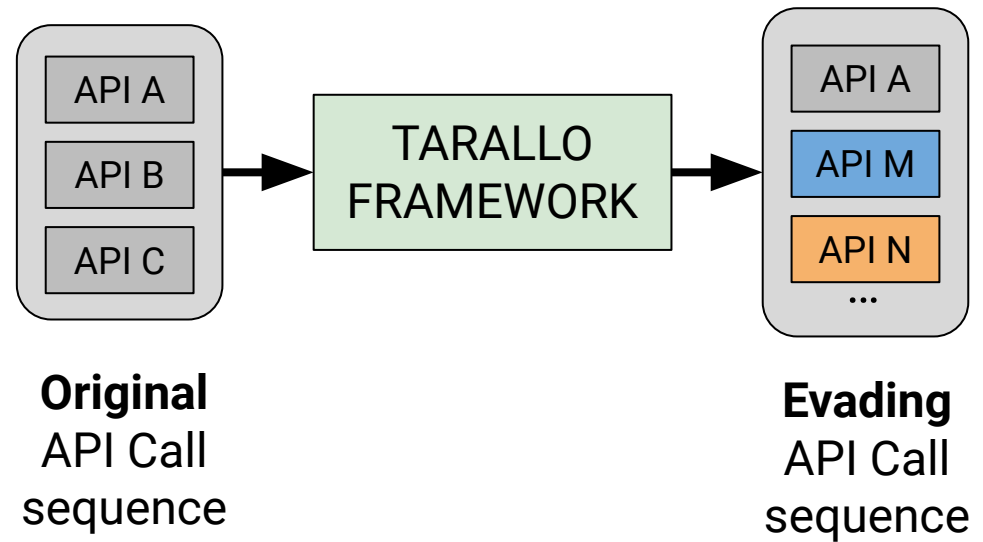 API A
API B
API C
Original
API Call
sequence
TARALLO
FRAMEWORK
API A
API M
API N
...
Evading
API Call
sequence